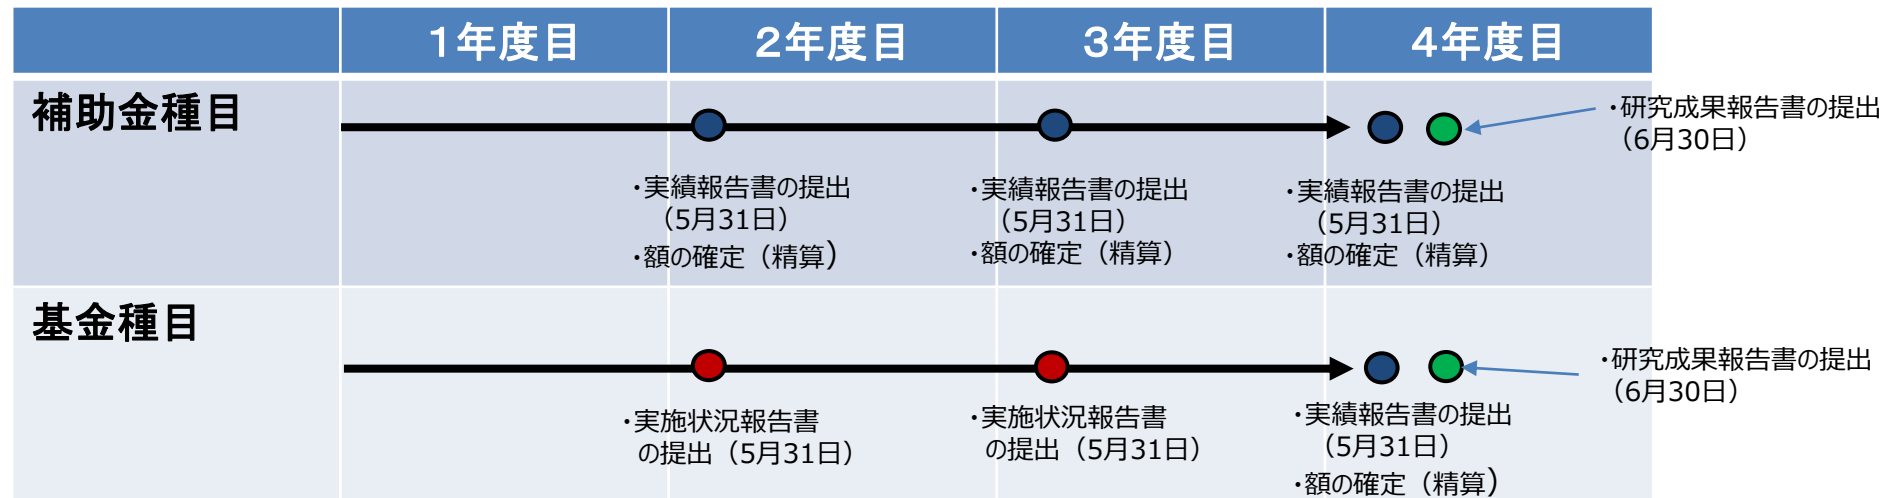 1年度目
2年度目
3年度目
4年度目
補助金種目
・研究成果報告書の提出
（6月30日）
・実績報告書の提出
（5月31日）
・額の確定（精算）
・実績報告書の提出
（5月31日）
・額の確定（精算）
・実績報告書の提出
（5月31日）
・額の確定（精算）
基金種目
・研究成果報告書の提出
（6月30日）
・実施状況報告書
の提出（5月31日）
・実施状況報告書
の提出（5月31日）
・実績報告書の提出
（5月31日）
・額の確定（精算）